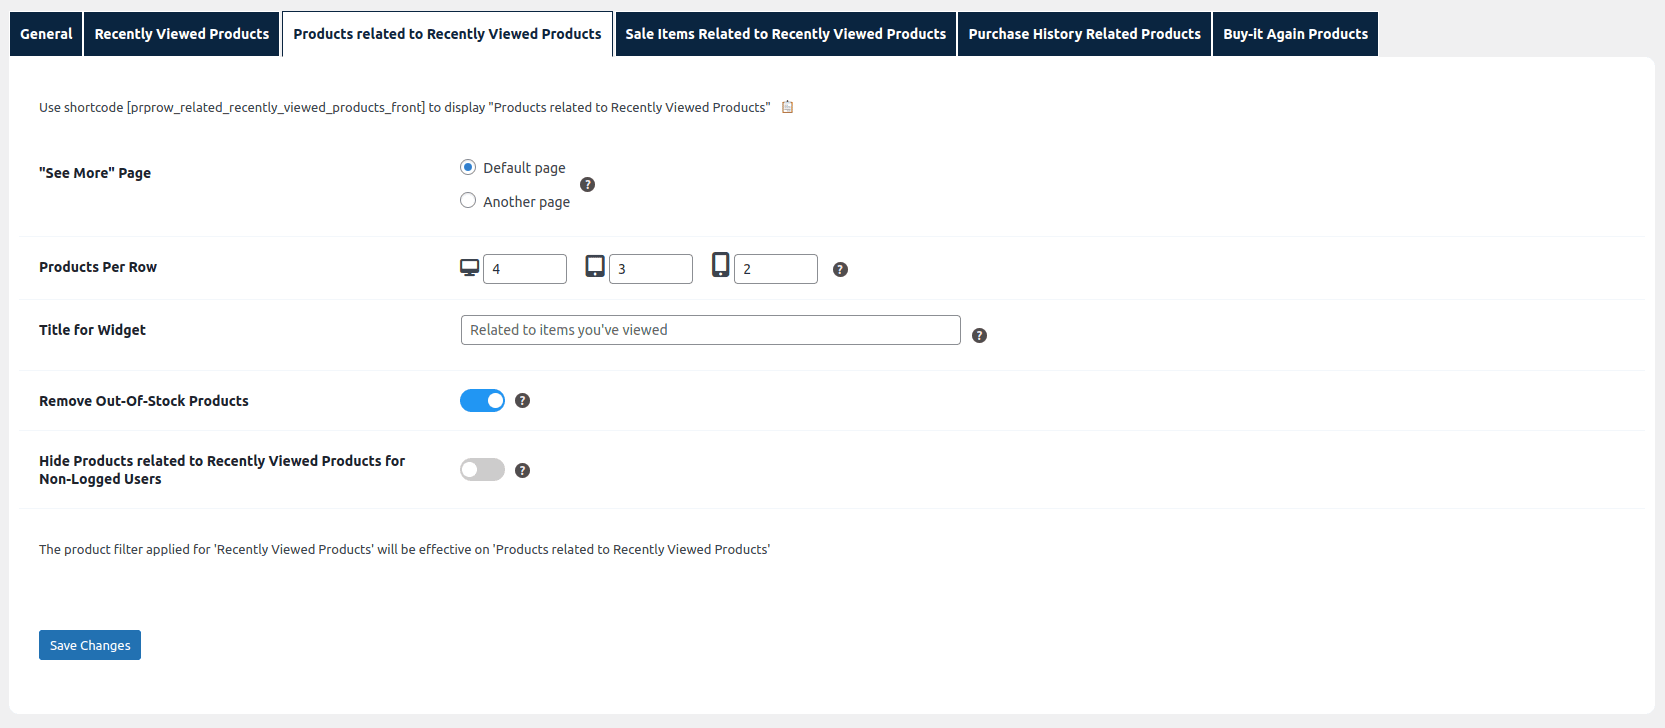 General
Recently Viewed Products
Products related to Recently Viewed Products
Sale Items Related to Recently Viewed Products
Purchase History Related Products
Buy-it Again Products
Use shortcode [prprow_related_recently_viewed_products_front] to display "Products related to Recently Viewed Products"
"See More" Page
Default page
?
Another page
Products Per Row
4
3
2
?
Title for Widget
Related to items you've viewed
?
Remove Out-Of-Stock Products
?
Hide Products related to Recently Viewed Products for
Non-Logged Users
?
The product filter applied for 'Recently Viewed Products' will be effective on 'Products related to Recently Viewed Products'
Save Changes